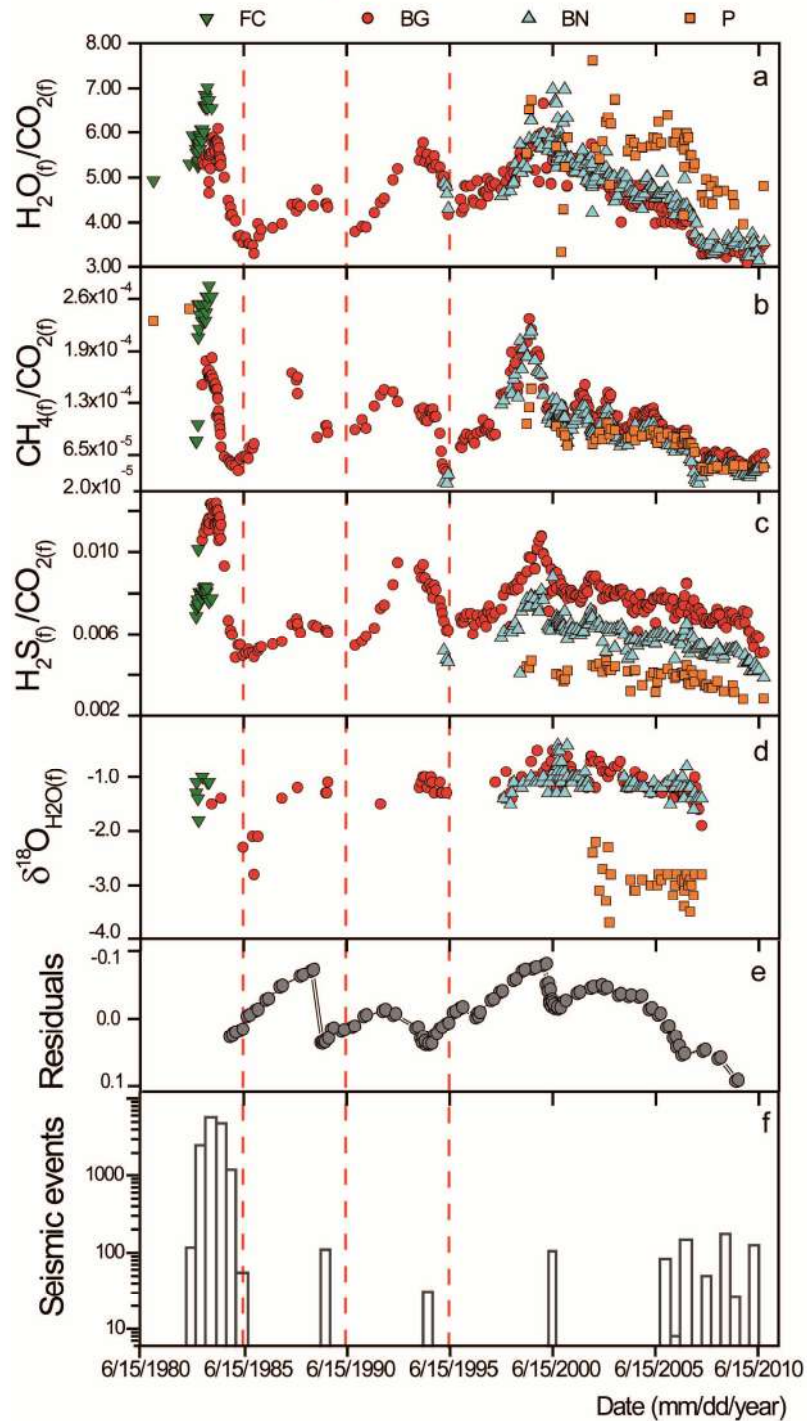 FC BG BN P
a
8.00
7.00
6.00
5.00
4.00
3.00
H2O(f)/CO2(f)
b
2.6x10-4
1.9x10-4
1.3x10-4
6.5x10-5
2.0x10-5
CH4(f)/CO2(f)
c
0.010
0.006
0.002
H2S(f)/CO2(f)
d
-1.0
-2.0
-3.0
-4.0
δ18OH2O(f)
e
-0.1
0.0
0.1
Residuals
f
1000
100
10
Seismic events
6/15/1980 6/15/1985 6/15/1990 6/15/1995 6/15/2000 6/15/2005 6/15/2010
Date (mm/dd/year)